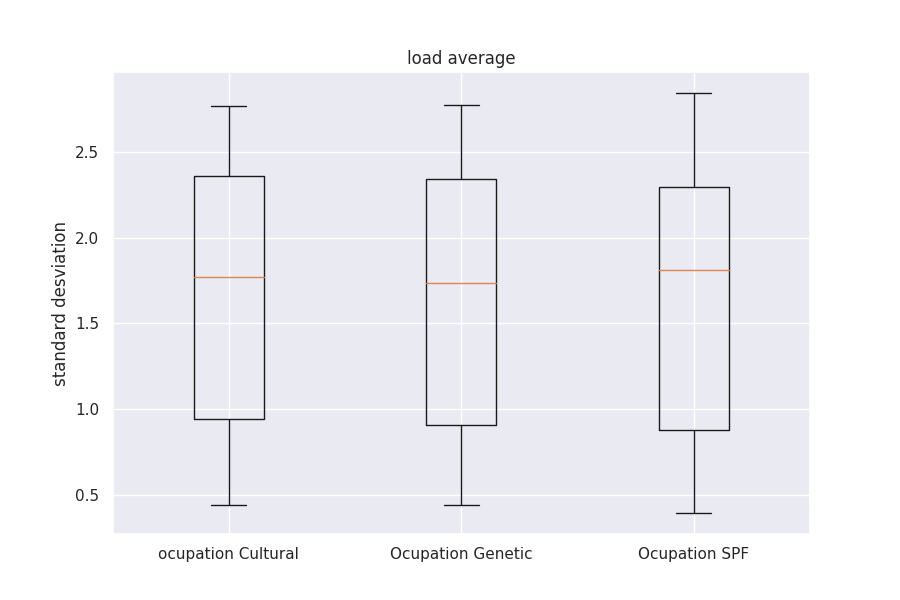 load average
standard desviation
2.5
2.0
1.5
1.0
0.5
ocupation Cultural
Ocupation Genetic
Ocupation SPF